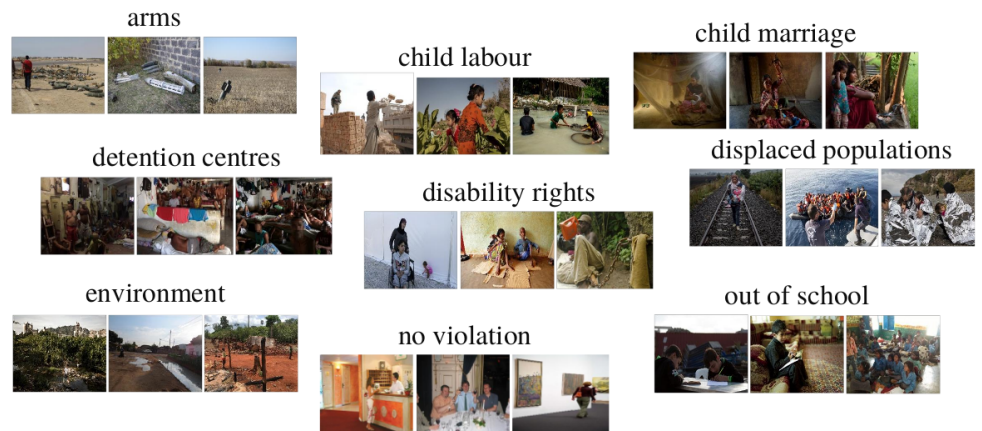 arms
child labour
child marriage
detention centres
disability rights
displaced populations
environment
no violation
out of school